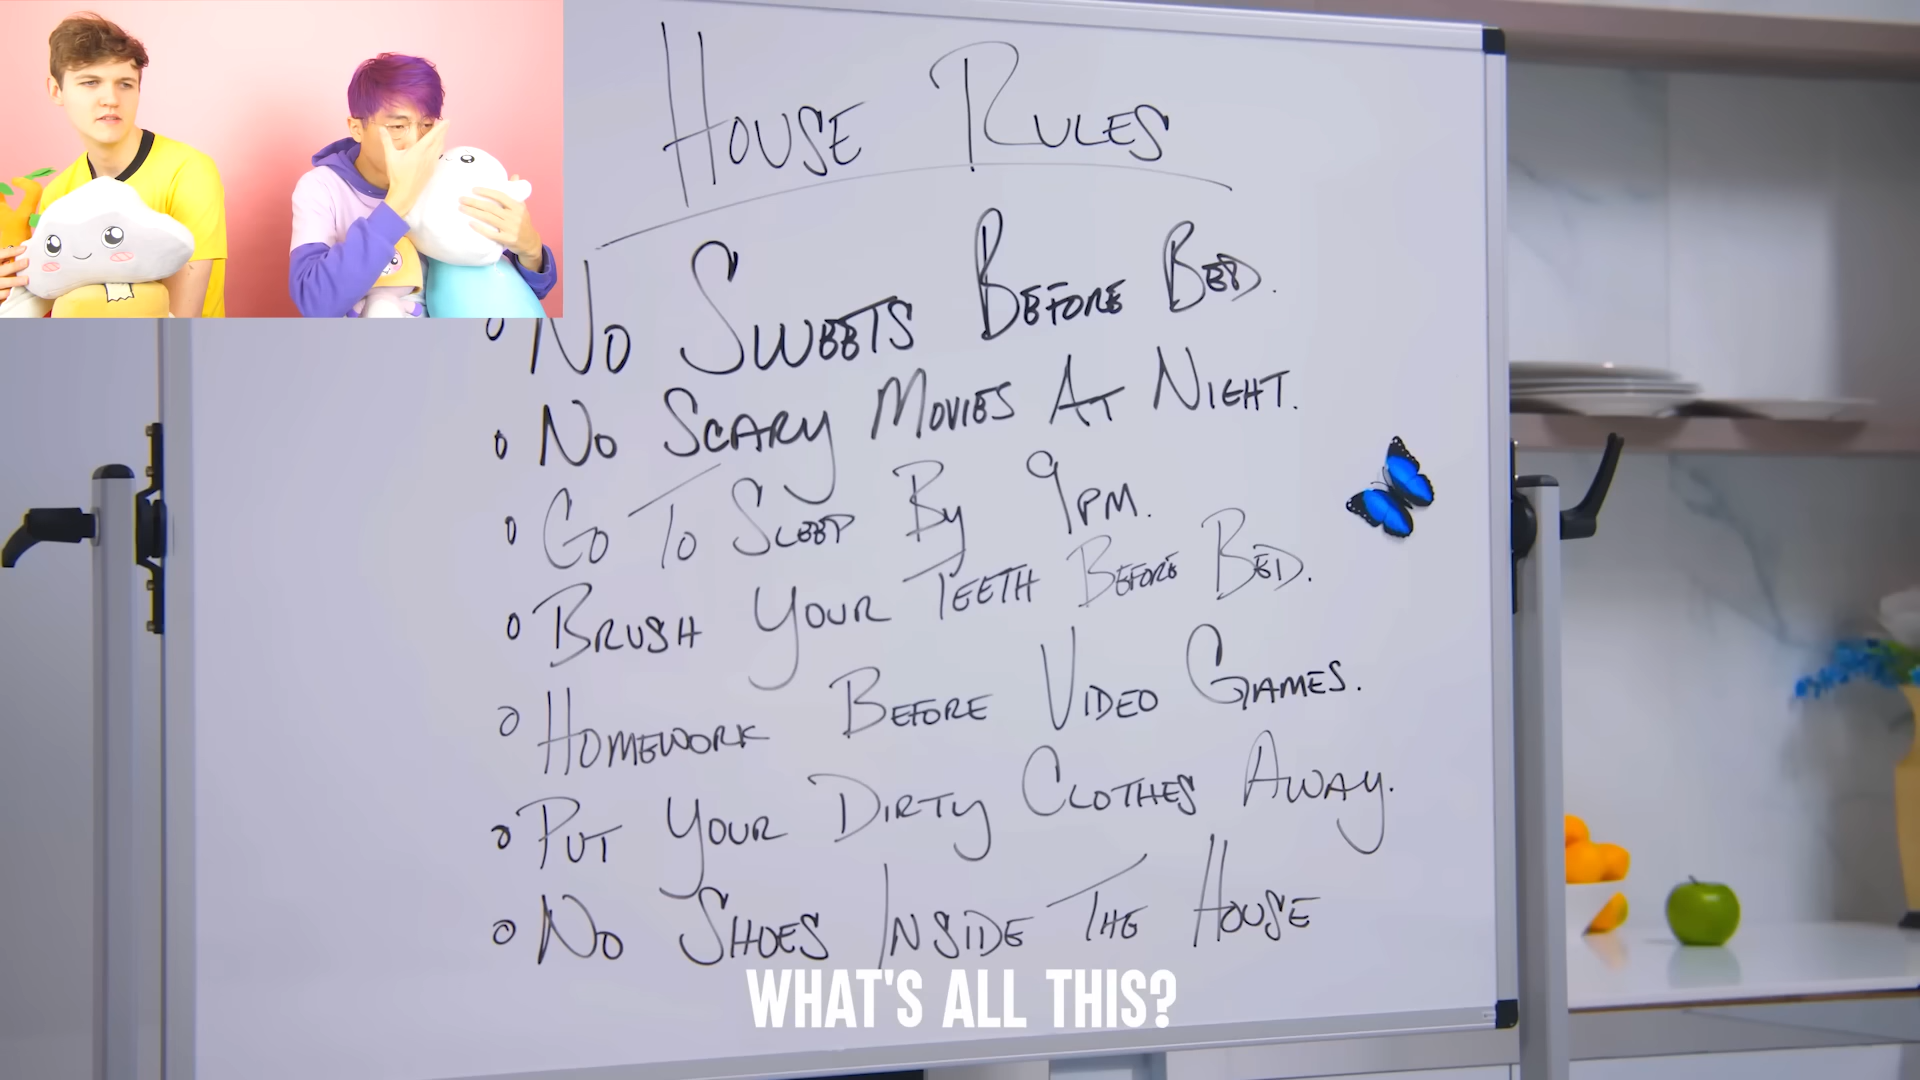 HOUSE RULES
NO SWEETS BEFORE BED.
NO SCARY MOVIES AT NIGHT.
GO TO SLEEP BY 9PM.
BRUSH YOUR TEETH BEFORE BED.
HOMEWORK BEFORE VIDEO GAMES.
PUT YOUR DIRTY CLOTHES AWAY.
NO SHOES INSIDE THE HOUSE
WHAT'S ALL THIS?